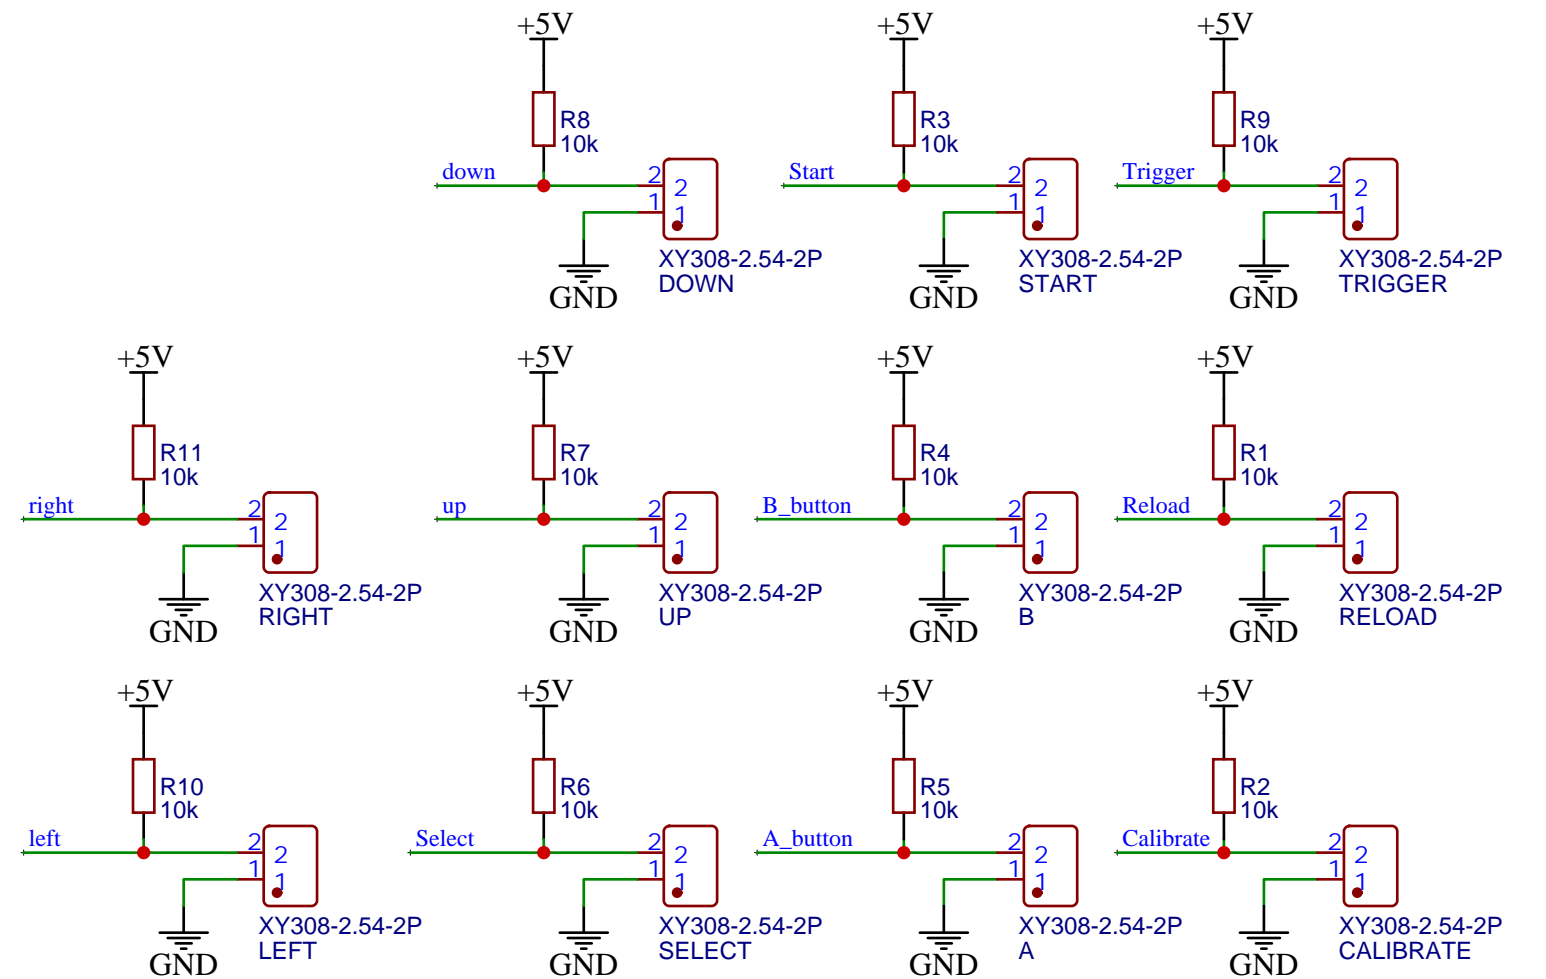 +5V
R8
10k
down
2
1
2
1
GND
XY308-2.54-2P
DOWN
+5V
R3
10k
Start
2
1
2
1
GND
XY308-2.54-2P
START
+5V
R9
10k
Trigger
2
1
2
1
GND
XY308-2.54-2P
TRIGGER
+5V
R11
10k
right
2
1
2
1
GND
XY308-2.54-2P
RIGHT
+5V
R7
10k
up
2
1
2
1
GND
XY308-2.54-2P
UP
+5V
R4
10k
B_button
2
1
2
1
GND
XY308-2.54-2P
B
+5V
R1
10k
Reload
2
1
2
1
GND
XY308-2.54-2P
RELOAD
+5V
R10
10k
left
2
1
2
1
GND
XY308-2.54-2P
LEFT
+5V
R6
10k
Select
2
1
2
1
GND
XY308-2.54-2P
SELECT
+5V
R5
10k
A_button
2
1
2
1
GND
XY308-2.54-2P
A
+5V
R2
10k
Calibrate
2
1
2
1
GND
XY308-2.54-2P
CALIBRATE